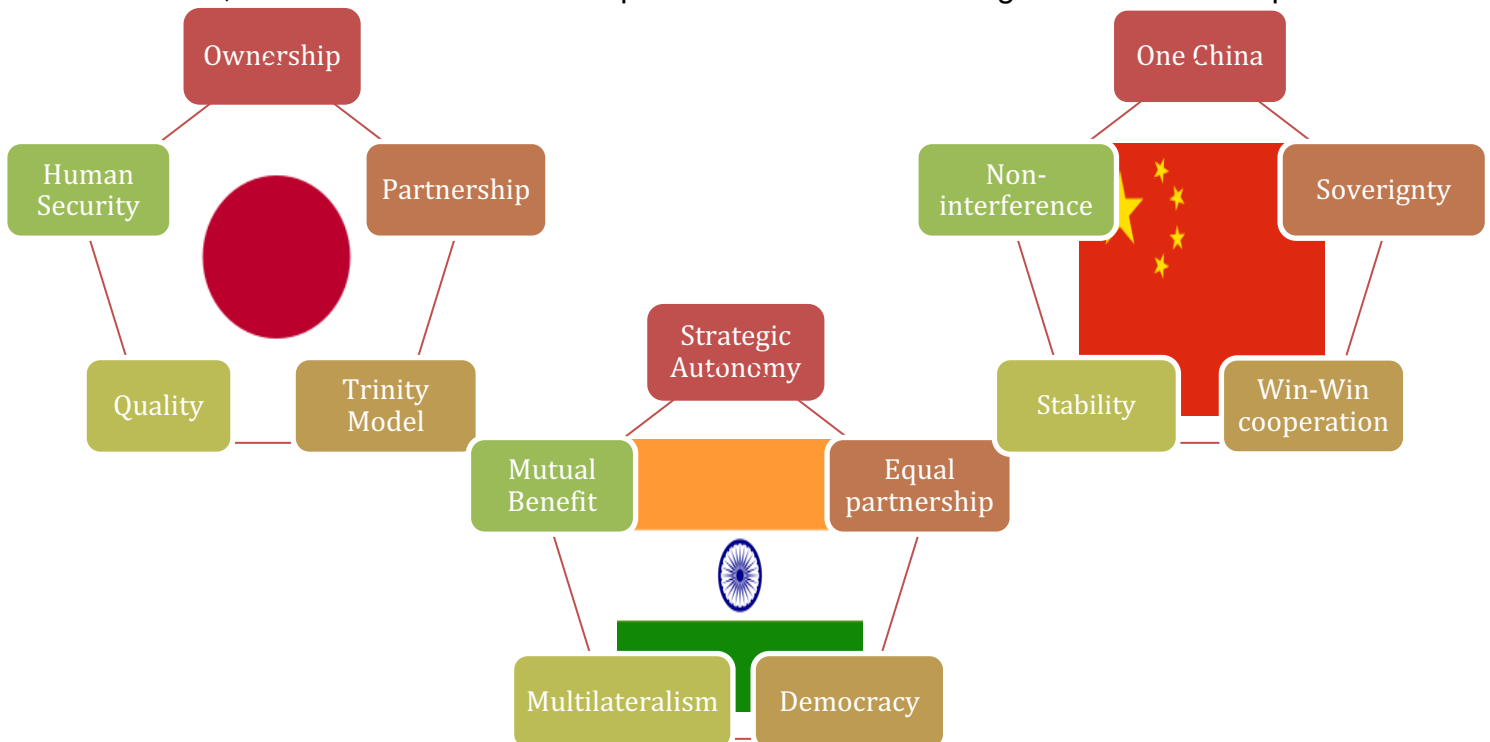 Ownership
Human
Security
Partnership
Quality
Trinity
Model
Strategic
Autonomy
Mutual
Benefit
Equal
partnership
Multilateralism
Democracy
One China
Non-
interference
Soverignty
Stability
Win-Win
cooperation